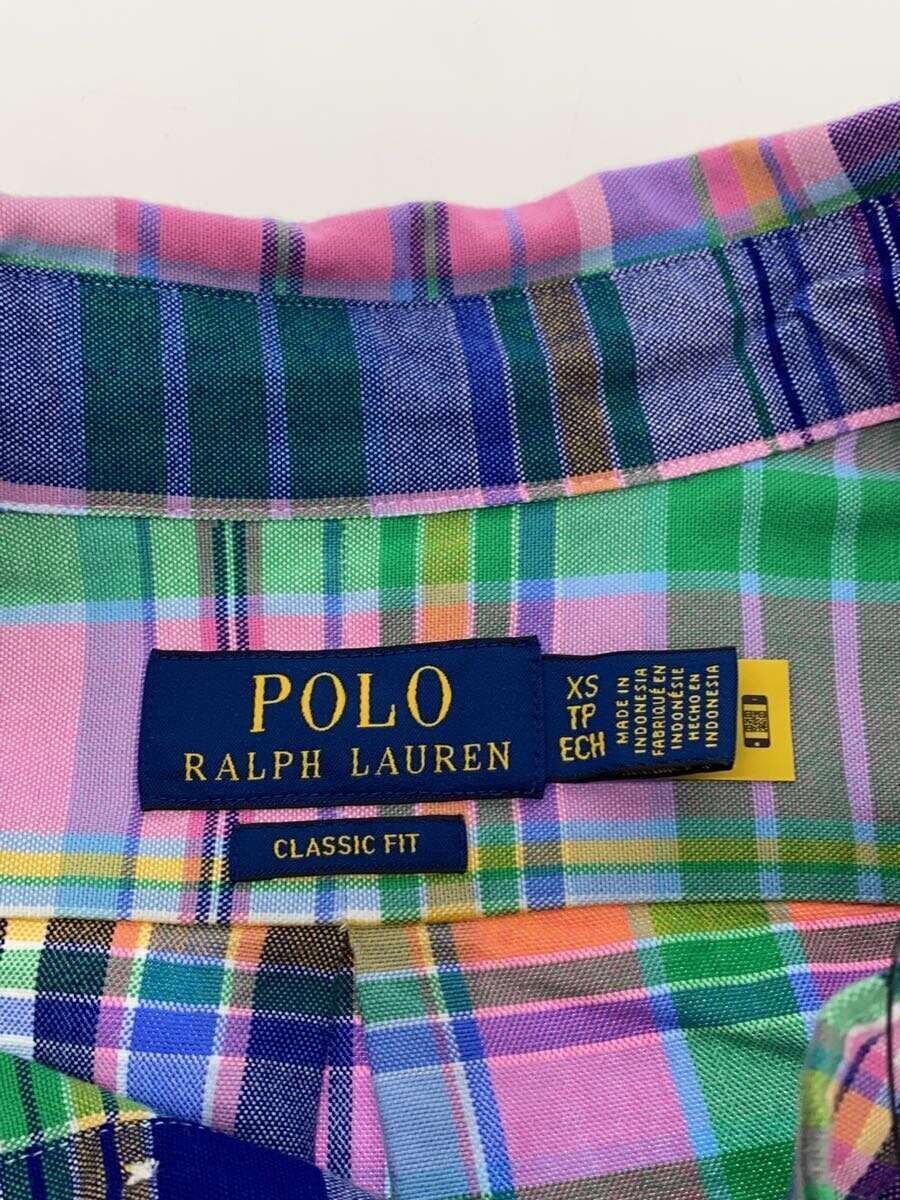 POLO
RALPH LAUREN
CLASSIC FIT
XS
TP
ECH
MADE IN
INDONESIA
FABRIQUÉ EN
INDONÉSIE
HECHO EN
INDONESIA